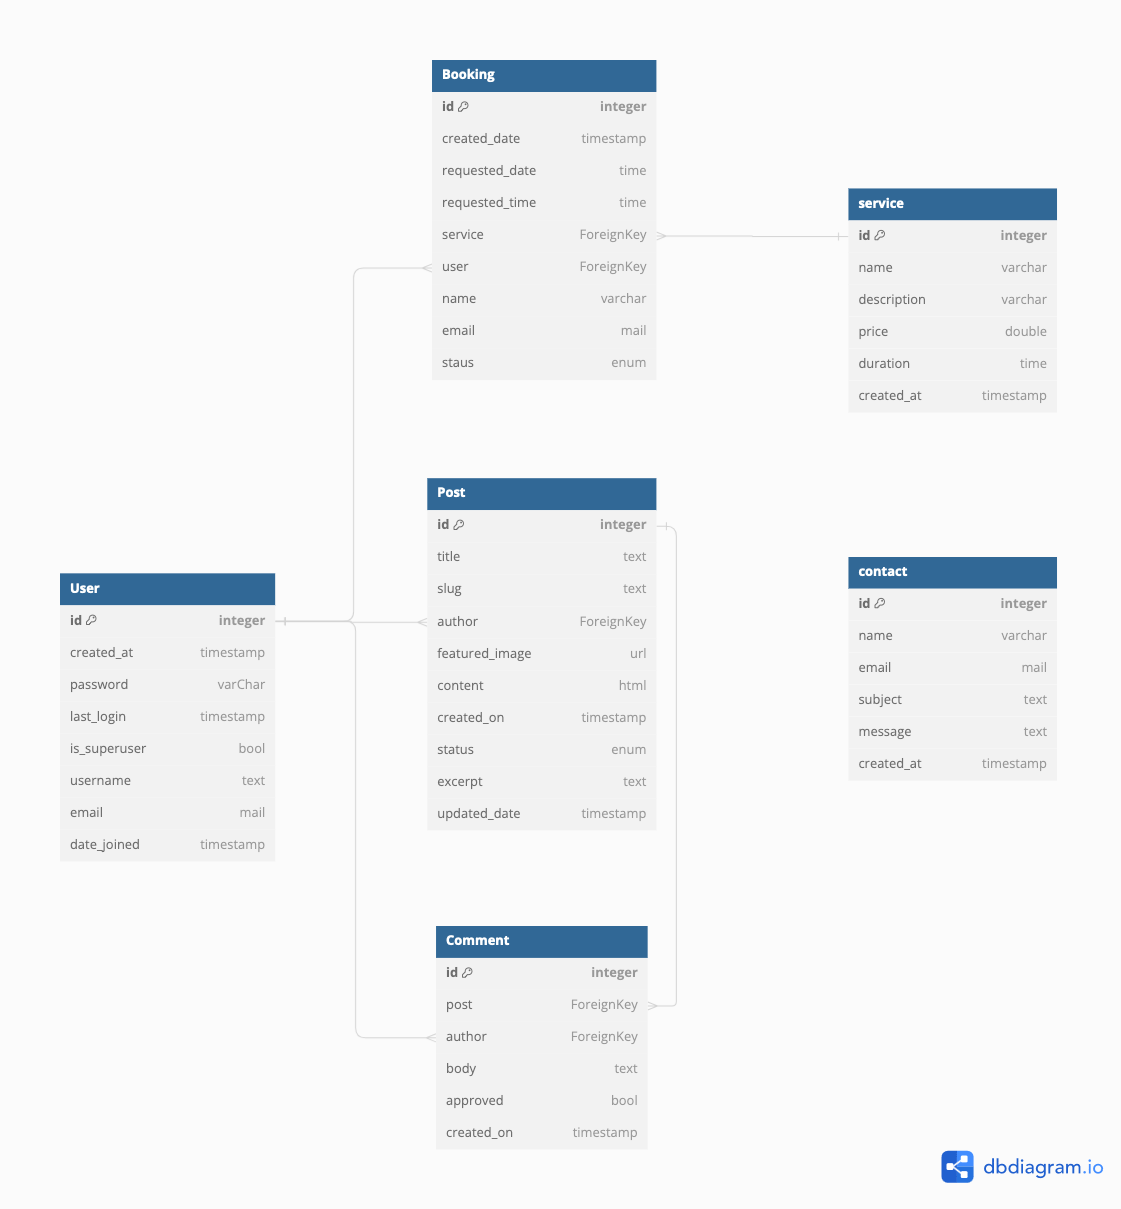 Booking
id integer
created_date timestamp
requested_date time
requested_time time
service ForeignKey
user ForeignKey
name varchar
email mail
staus enum
service
id integer
name varchar
description varchar
price double
duration time
created_at timestamp
Post
id integer
title text
slug text
author ForeignKey
featured_image url
content html
created_on timestamp
status enum
excerpt text
updated_date timestamp
contact
id integer
name varchar
email mail
subject text
message text
created_at timestamp
User
id integer
created_at timestamp
password varChar
last_login timestamp
is_superuser bool
username text
email mail
date_joined timestamp
Comment
id integer
post ForeignKey
author ForeignKey
body text
approved bool
created_on timestamp
dbdiagram.io